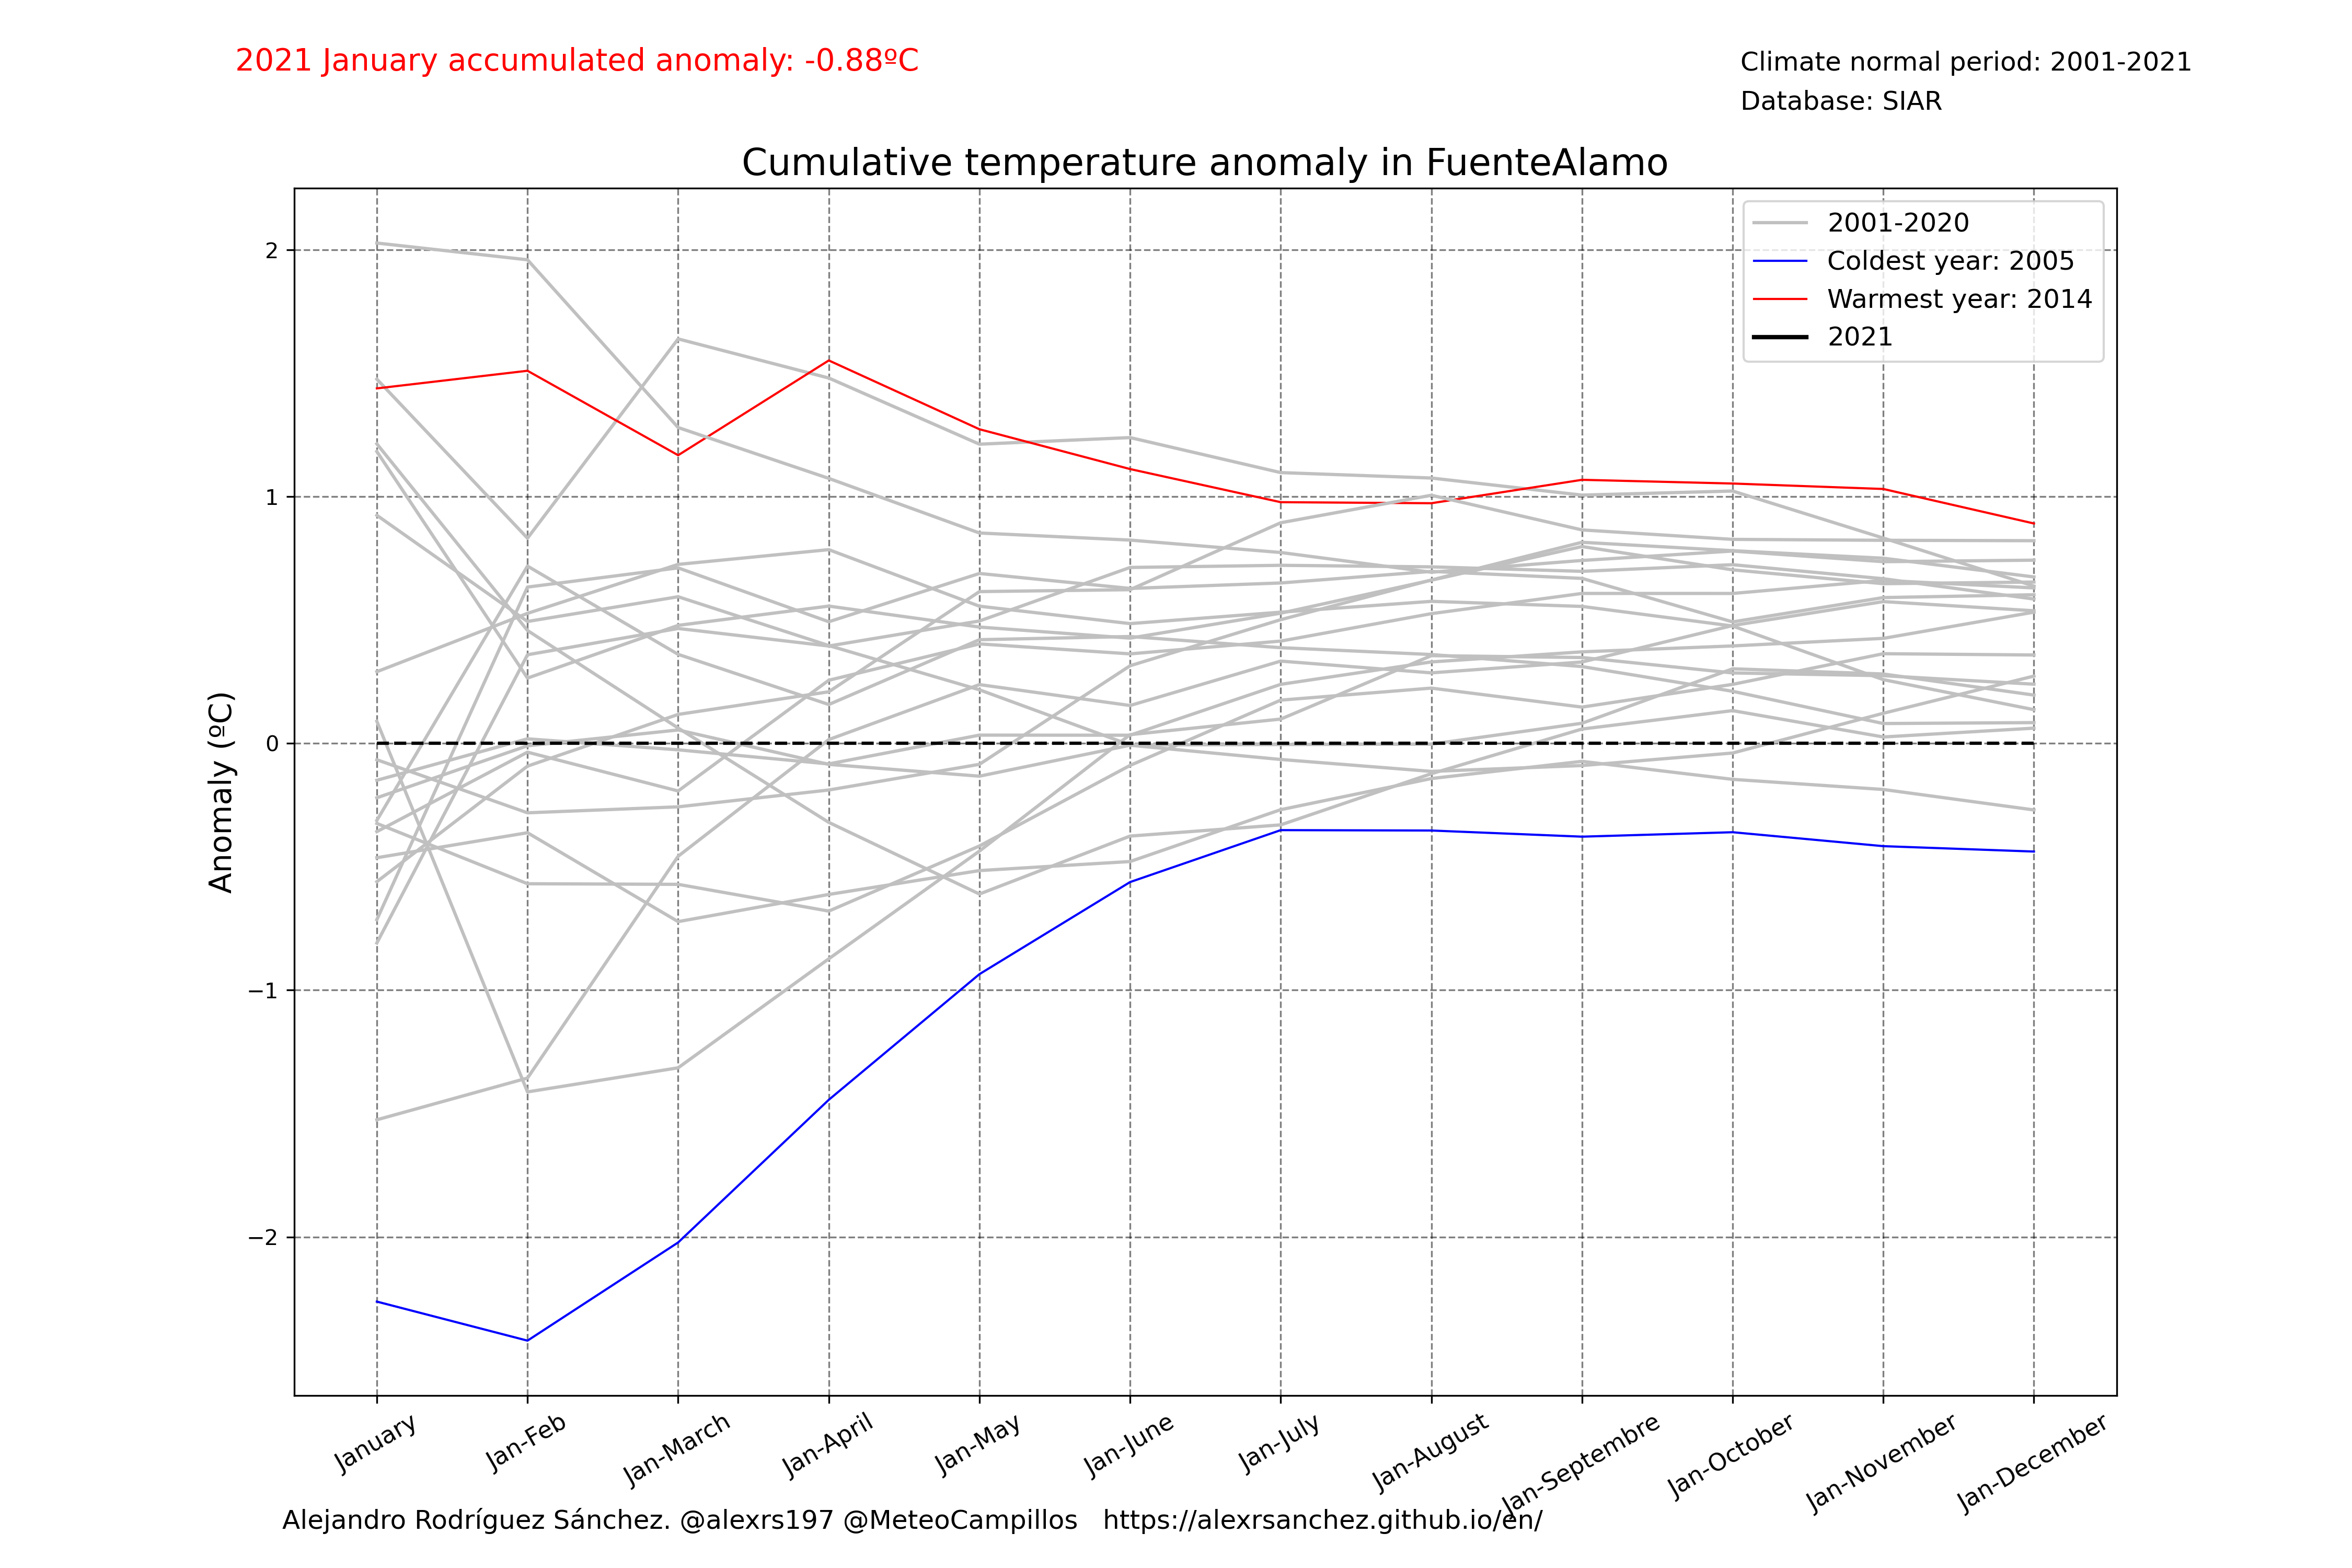 2021 January accumulated anomaly: -0.88ºC
Climate normal period: 2001-2021
Database: SIAR
Cumulative temperature anomaly in FuenteAlamo
2001-2020
Coldest year: 2005
Warmest year: 2014
2021
Anomaly (ºC)
2
1
0
−1
−2
January
Jan-Feb
Jan-March
Jan-April
Jan-May
Jan-June
Jan-July
Jan-August
Jan-Septembre
Jan-October
Jan-November
Jan-December
Alejandro Rodríguez Sánchez. @alexrs197 @MeteoCampillos   https://alexrsanchez.github.io/en/